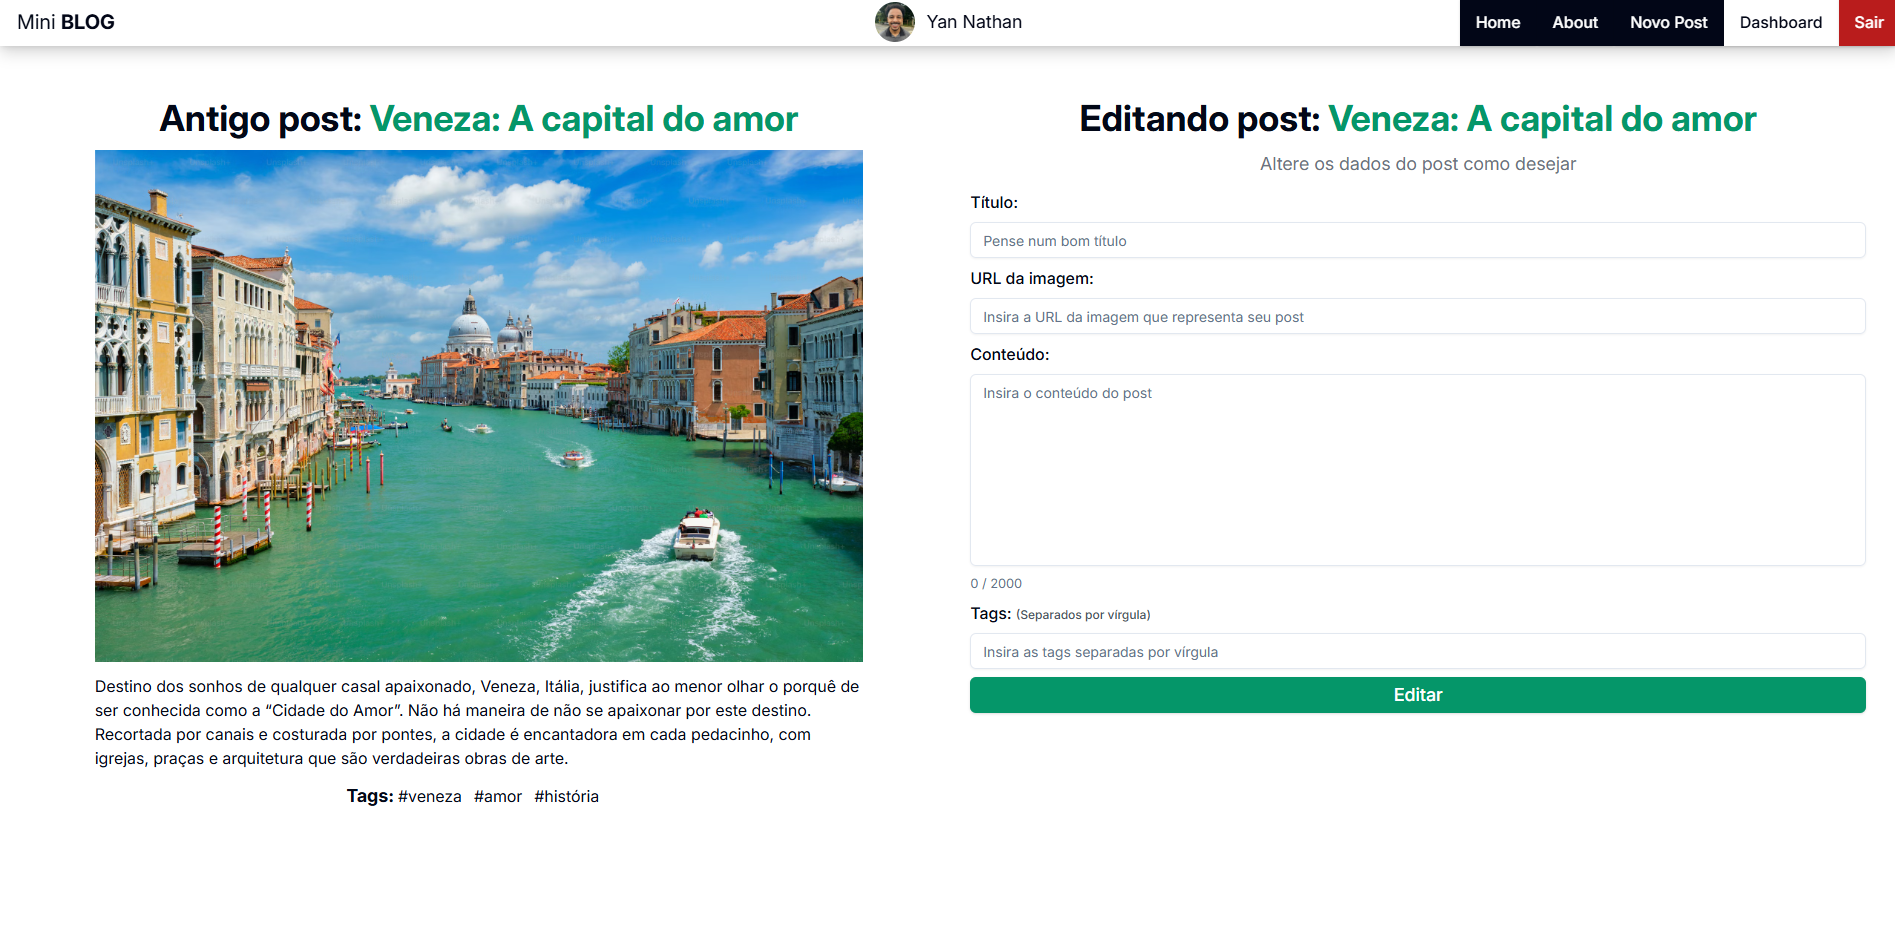 Mini BLOG
Yan Nathan
Home About Novo Post Dashboard Sair
Antigo post: Veneza: A capital do amor
Destino dos sonhos de qualquer casal apaixonado, Veneza, Itália, justifica ao menor olhar o porquê de
ser conhecida como a “Cidade do Amor”. Não há maneira de não se apaixonar por este destino.
Recortada por canais e costurada por pontes, a cidade é encantadora em cada pedacinho, com
igrejas, praças e arquitetura que são verdadeiras obras de arte.
Tags: #veneza #amor #história
Editando post: Veneza: A capital do amor
Altere os dados do post como desejar
Título:
Pense num bom título
URL da imagem:
Insira a URL da imagem que representa seu post
Conteúdo:
Insira o conteúdo do post
0 / 2000
Tags: (Separados por vírgula)
Insira as tags separadas por vírgula
Editar